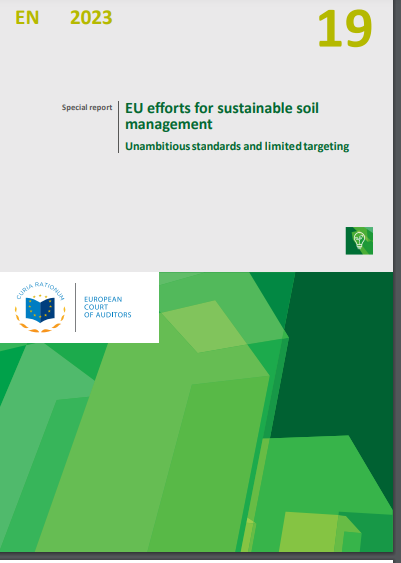 EN 2023 19
Special report
EU efforts for sustainable soil
management
Unambitious standards and limited targeting
CURIA RATIONUM
EUROPEAN
COURT
OF AUDITORS